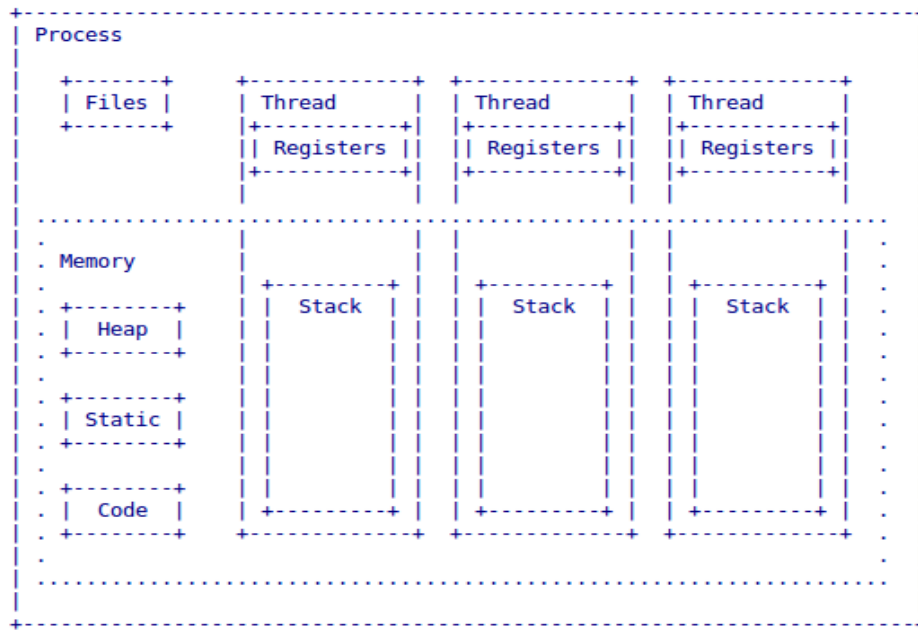 Process
Files Thread Thread Thread
Registers Registers Registers
Memory
Stack Stack Stack
Heap
Static
Code